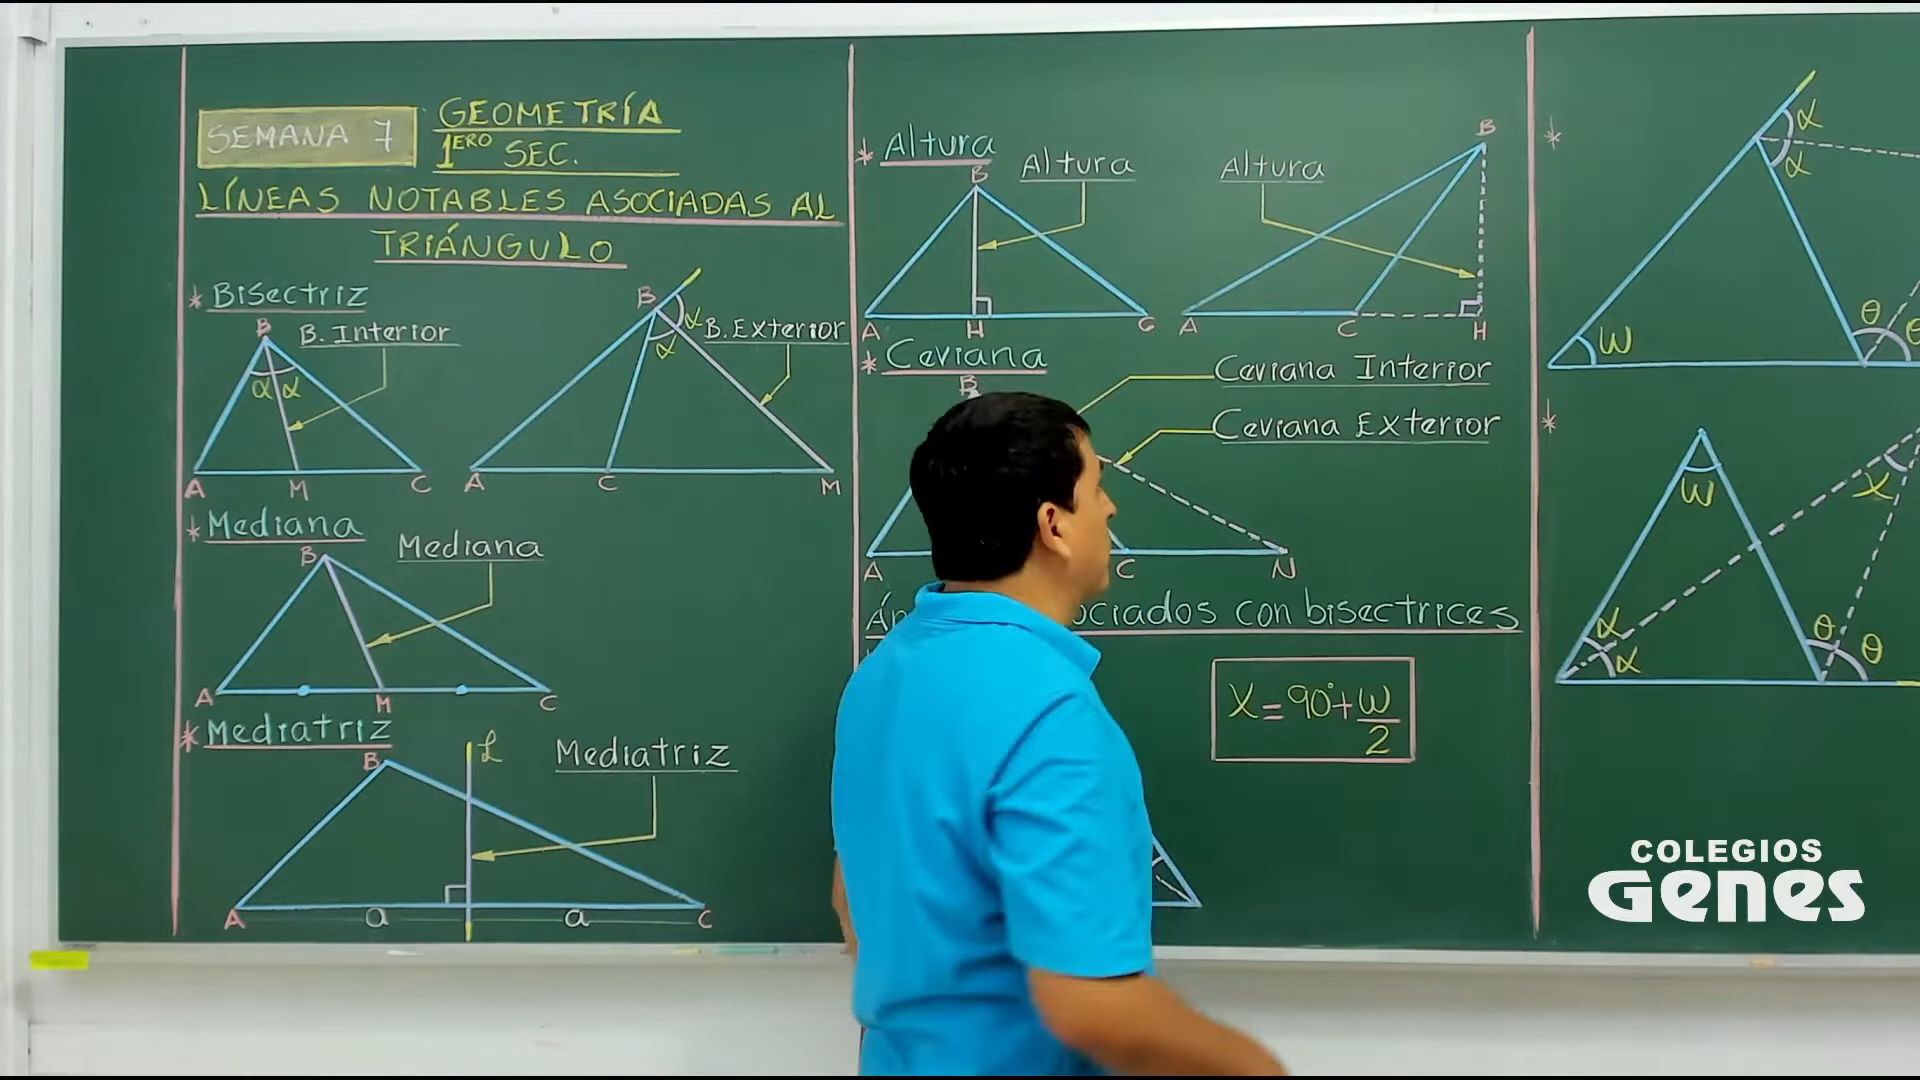 SEMANA 7
GEOMETRÍA
1ERO SEC.
LÍNEAS NOTABLES ASOCIADAS AL
TRIÁNGULO
* Bisectriz
B
B. Interior
α α
A M C
B
α
α
B. Exterior
A C M
* Mediana
B
Mediana
A M C
* Mediatriz
B
L
Mediatriz
A a a C
* Altura
B
Altura
A H
Altura
B
A C H
* Ceviana
B
Ceviana Interior
Ceviana Exterior
A C N
con bisectrices
X = 90° + ω/2
*
α
α
ω
θ
θ
*
ω
X
α
α
θ
θ
COLEGIOS
Genes